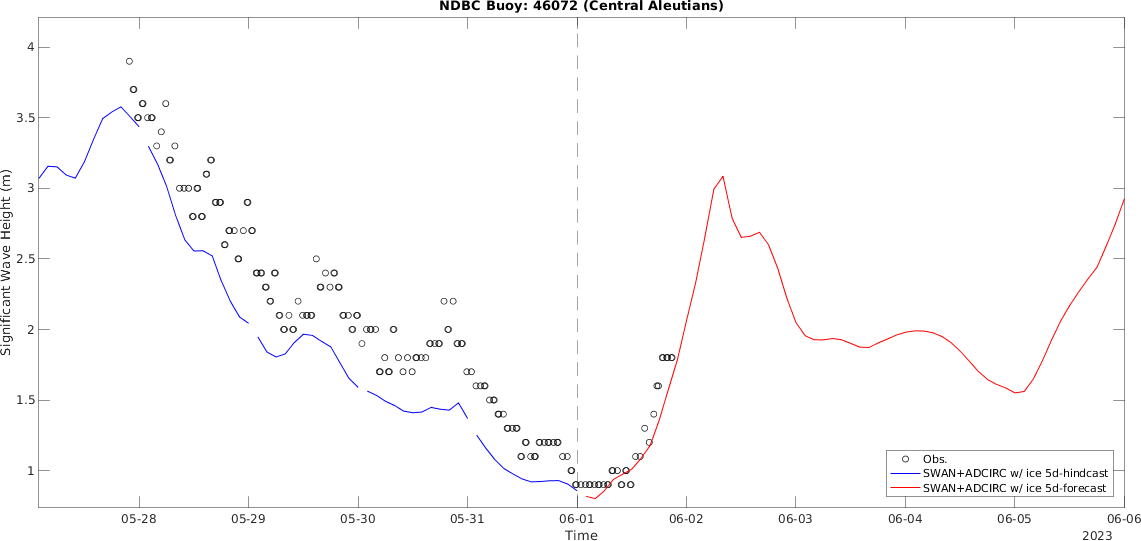 NDBC Buoy: 46072 (Central Aleutians)
Significant Wave Height (m)
4
3.5
3
2.5
2
1.5
1
Obs.
SWAN+ADCIRC w/ ice 5d-hindcast
SWAN+ADCIRC w/ ice 5d-forecast
05-28 05-29 05-30 05-31 06-01 06-02 06-03 06-04 06-05 06-06
Time
2023